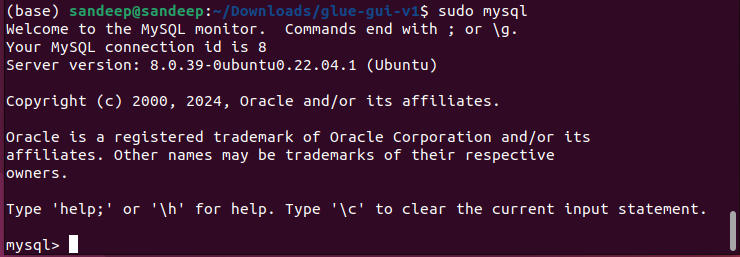 (base) sandeep@sandeep:~/Downloads/glue-gui-v1$ sudo mysql
Welcome to the MySQL monitor.  Commands end with ; or \g.
Your MySQL connection id is 8
Server version: 8.0.39-0ubuntu0.22.04.1 (Ubuntu)

Copyright (c) 2000, 2024, Oracle and/or its affiliates.

Oracle is a registered trademark of Oracle Corporation and/or its
affiliates. Other names may be trademarks of their respective
owners.

Type 'help;' or '\h' for help. Type '\c' to clear the current input statement.

mysql>